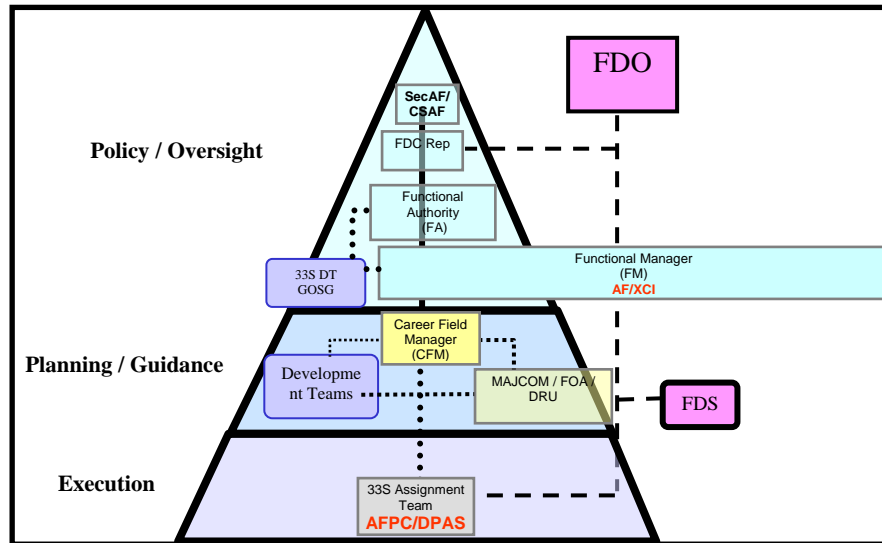 FDO
SecAF/
CSAF
Policy / Oversight
FDC Rep
Functional
Authority
(FA)
33S DT
GOSG
Functional Manager
(FM)
AF/XCI
Career Field
Manager
(CFM)
Planning / Guidance
Developme
nt Teams
MAJCOM / FOA /
DRU
FDS
Execution
33S Assignment
Team
AFPC/DPAS